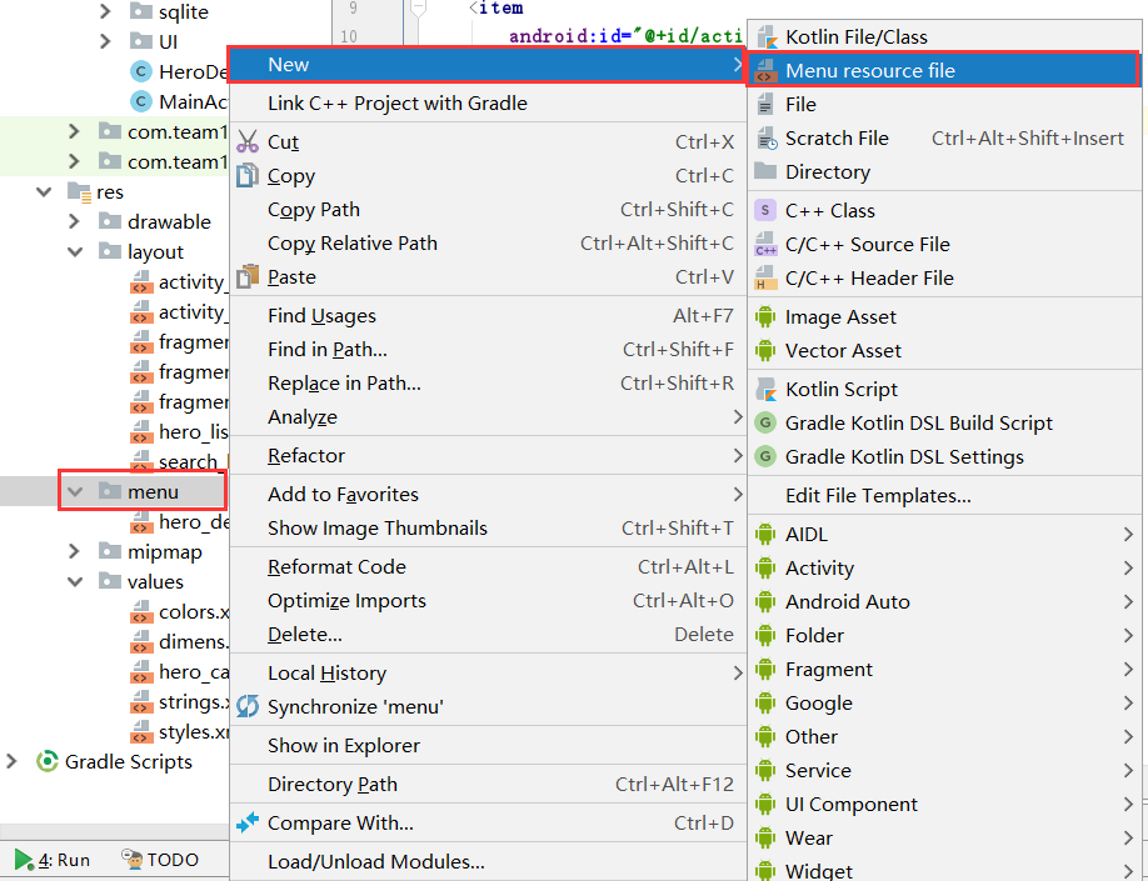 sqlite
UI
HeroDe
MainAc
com.team1
com.team1
res
drawable
layout
activity_
activity_
fragmen
fragmen
fragmen
hero_lis
search_
menu
hero_de
mipmap
values
colors.x
dimens.
hero_ca
strings.x
styles.xm
Gradle Scripts
4: Run
TODO
9
10
<item
android:id="@+id/acti
New
Link C++ Project with Gradle
Cut Ctrl+X
Copy Ctrl+C
Copy Path Ctrl+Shift+C
Copy Relative Path Ctrl+Alt+Shift+C
Paste Ctrl+V
Find Usages Alt+F7
Find in Path... Ctrl+Shift+F
Replace in Path... Ctrl+Shift+R
Analyze
Refactor
Add to Favorites
Show Image Thumbnails Ctrl+Shift+T
Reformat Code Ctrl+Alt+L
Optimize Imports Ctrl+Alt+O
Delete... Delete
Local History
Synchronize 'menu'
Show in Explorer
Directory Path Ctrl+Alt+F12
Compare With... Ctrl+D
Load/Unload Modules...
Kotlin File/Class
Menu resource file
File
Scratch File Ctrl+Alt+Shift+Insert
Directory
C++ Class
C/C++ Source File
C/C++ Header File
Image Asset
Vector Asset
Kotlin Script
Gradle Kotlin DSL Build Script
Gradle Kotlin DSL Settings
Edit File Templates...
AIDL
Activity
Android Auto
Folder
Fragment
Google
Other
Service
UI Component
Wear
Widget